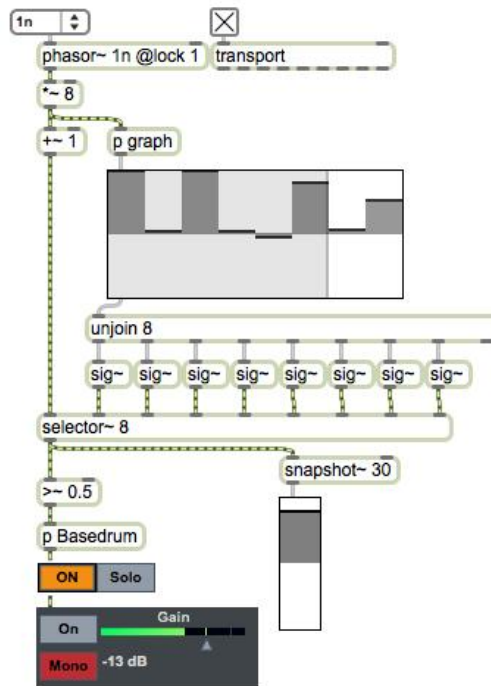 1n
phasor~ 1n @lock 1
transport
*~ 8
+~ 1
p graph
unjoin 8
sig~ sig~ sig~ sig~ sig~ sig~ sig~ sig~
selector~ 8
snapshot~ 30
>~ 0.5
p Basedrum
ON Solo
Gain
On
Mono -13 dB